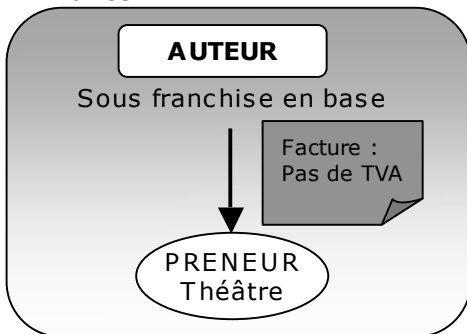 AUTEUR
Sous franchise en base
Facture :
Pas de TVA
PRENEUR
Théâtre